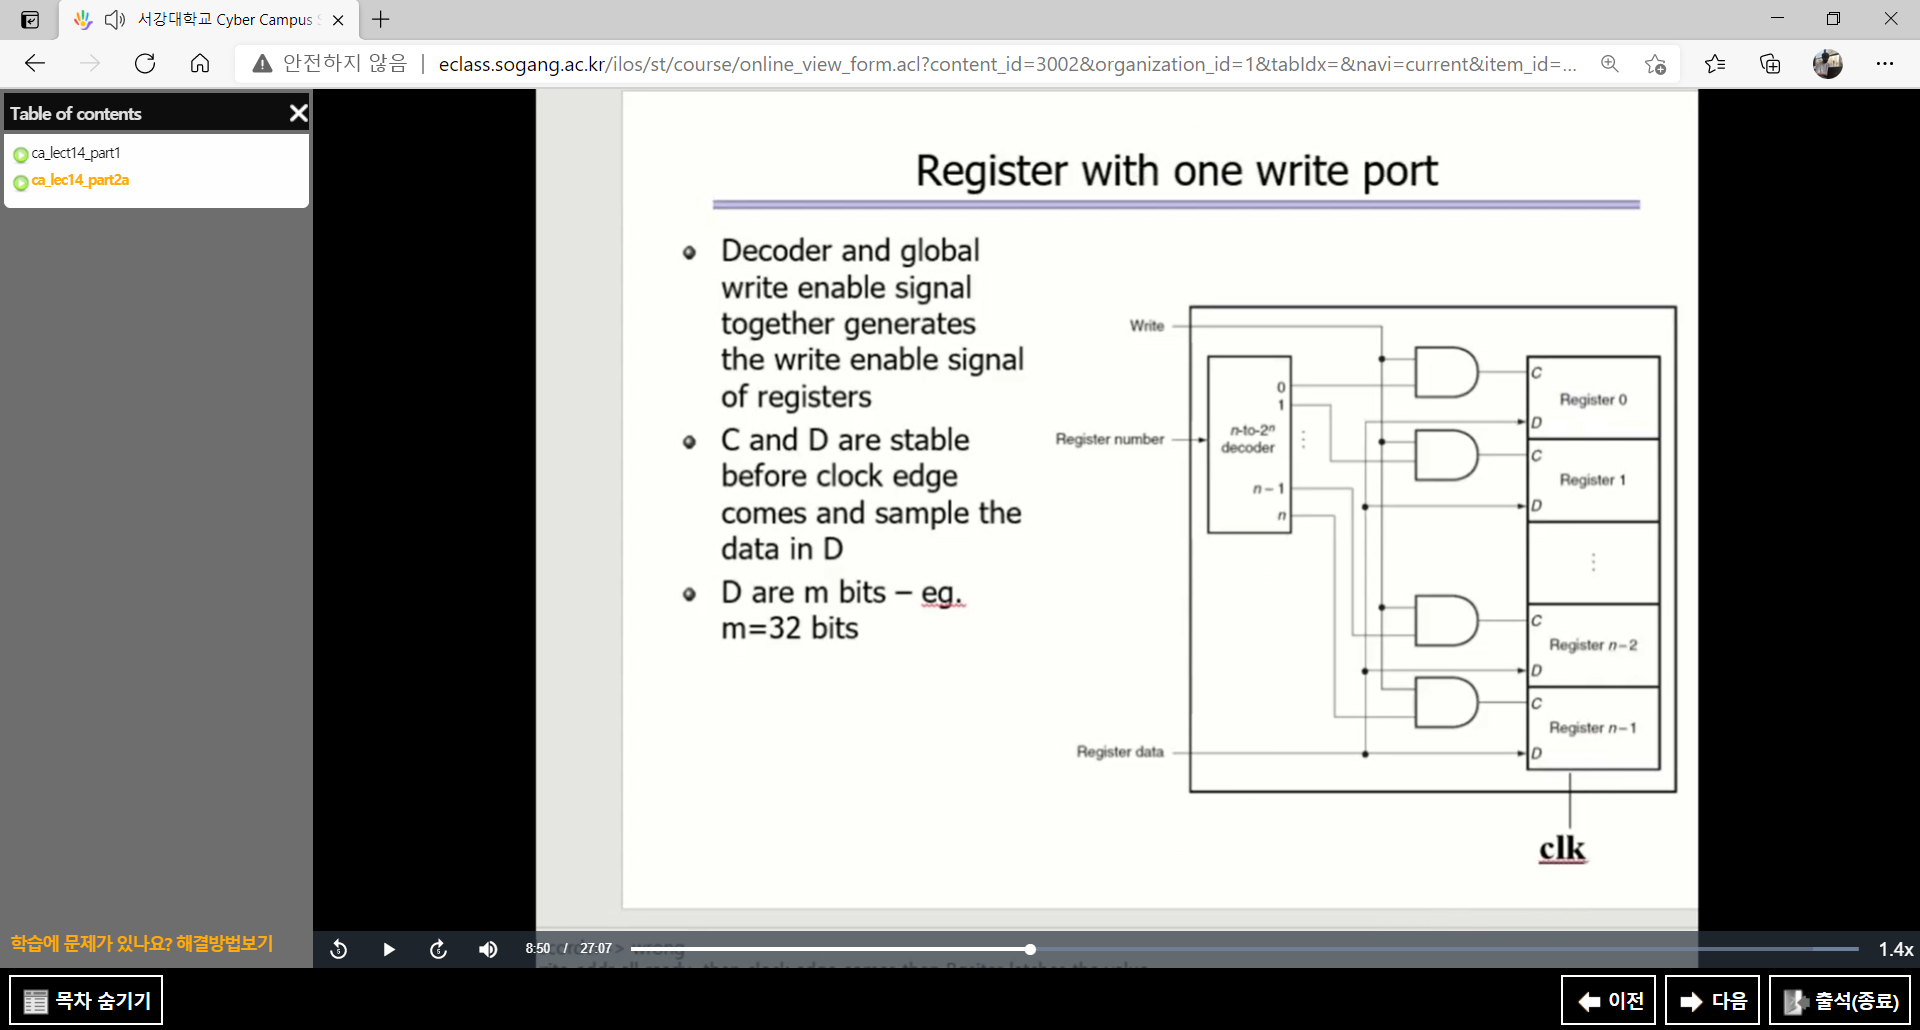 서강대학교 Cyber Campus
안전하지 않음
eclass.sogang.ac.kr/ilos/st/course/online_view_form.acl?content_id=3002&organization_id=1&tabIdx=&navi=current&item_id=...
Table of contents
ca_lect14_part1
ca_lec14_part2a
Register with one write port
Decoder and global
write enable signal
together generates
the write enable signal
of registers
C and D are stable
before clock edge
comes and sample the
data in D
D are m bits – eg.
m=32 bits
Write
Register number
Register data
n-to-2ⁿ
decoder
0
1
n – 1
n
C
Register 0
D
C
Register 1
D
C
Register n – 2
D
C
Register n – 1
D
clk
학습에 문제가 있나요? 해결방법보기
8:50 / 27:07
wrong
1.4x
목차 숨기기
이전
다음
출석(종료)